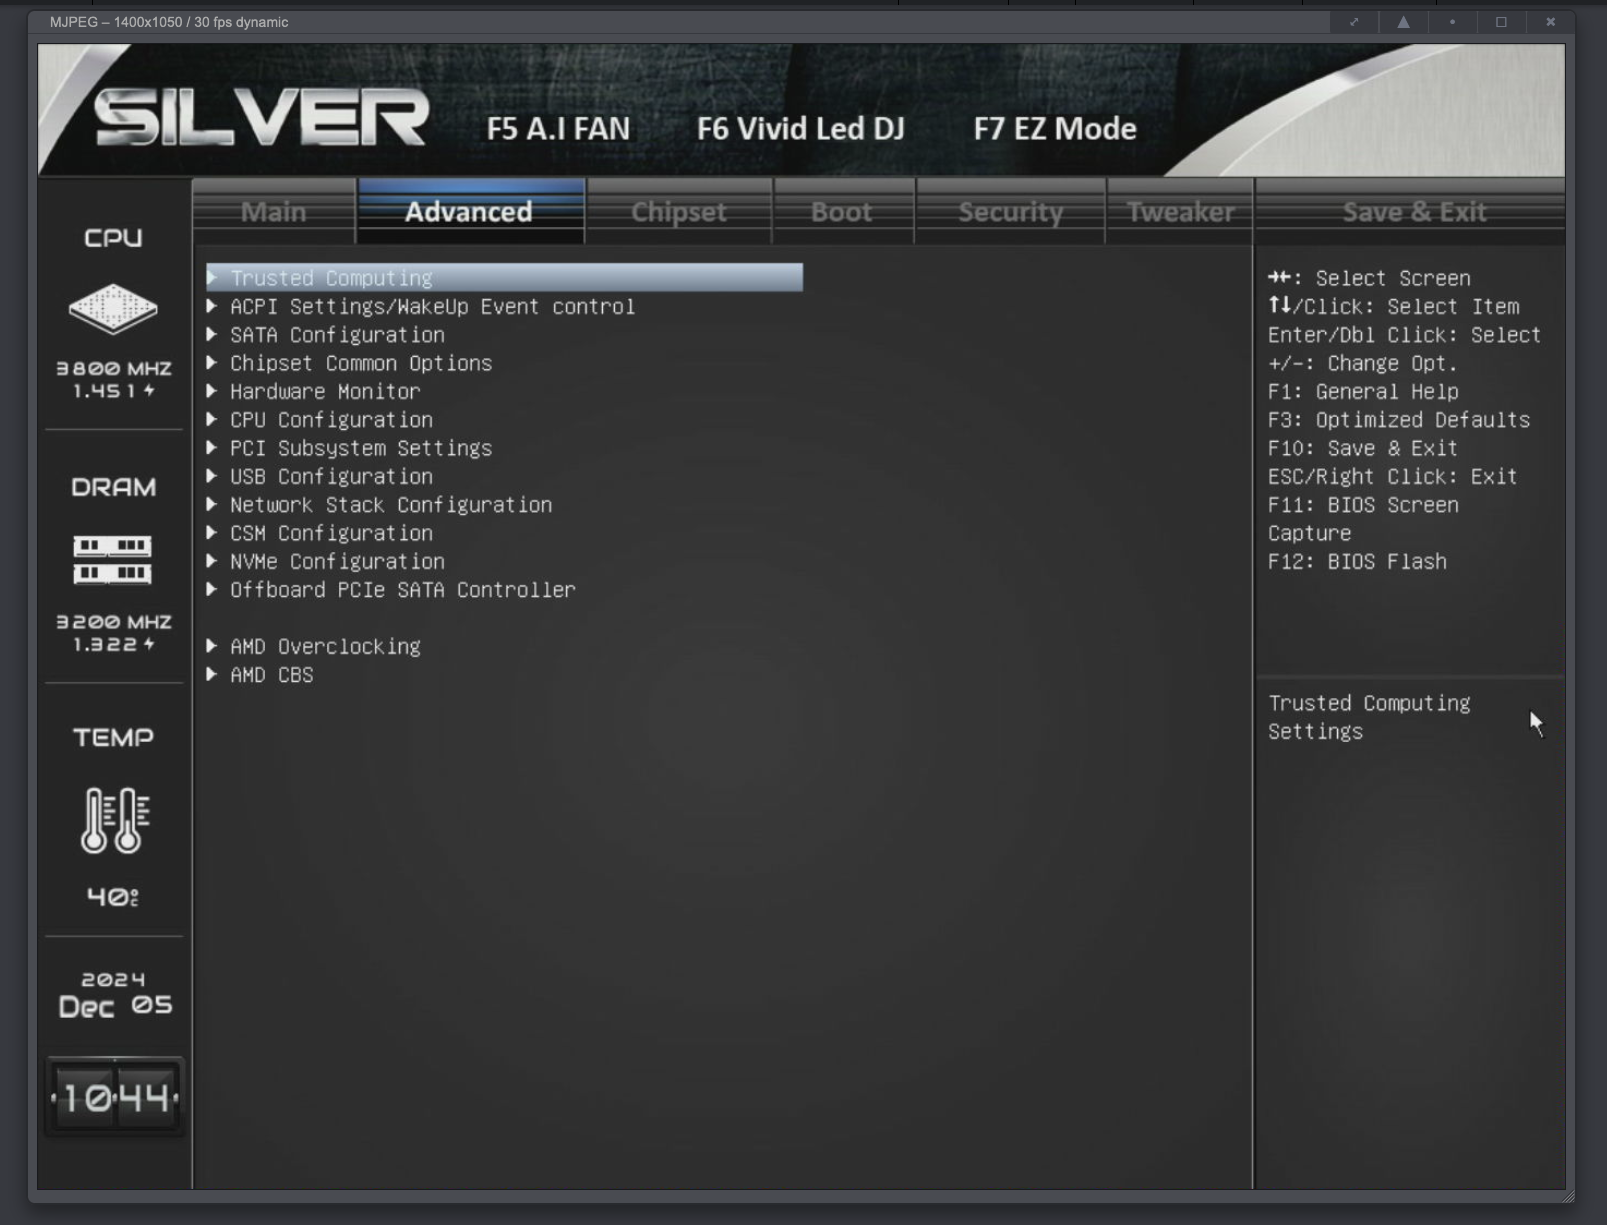 MJPEG – 1400x1050 / 30 fps dynamic
SILVER F5 A.I FAN F6 Vivid Led DJ F7 EZ Mode
Main Advanced Chipset Boot Security Tweaker Save & Exit
CPU
3800 MHZ
1.451
DRAM
3200 MHZ
1.322
TEMP
40°C
2024
Dec 05
10:44
Trusted Computing
ACPI Settings/WakeUp Event control
SATA Configuration
Chipset Common Options
Hardware Monitor
CPU Configuration
PCI Subsystem Settings
USB Configuration
Network Stack Configuration
CSM Configuration
NVMe Configuration
Offboard PCIe SATA Controller
AMD Overclocking
AMD CBS
→←: Select Screen
↑↓/Click: Select Item
Enter/Dbl Click: Select
+/-: Change Opt.
F1: General Help
F3: Optimized Defaults
F10: Save & Exit
ESC/Right Click: Exit
F11: BIOS Screen
Capture
F12: BIOS Flash
Trusted Computing
Settings